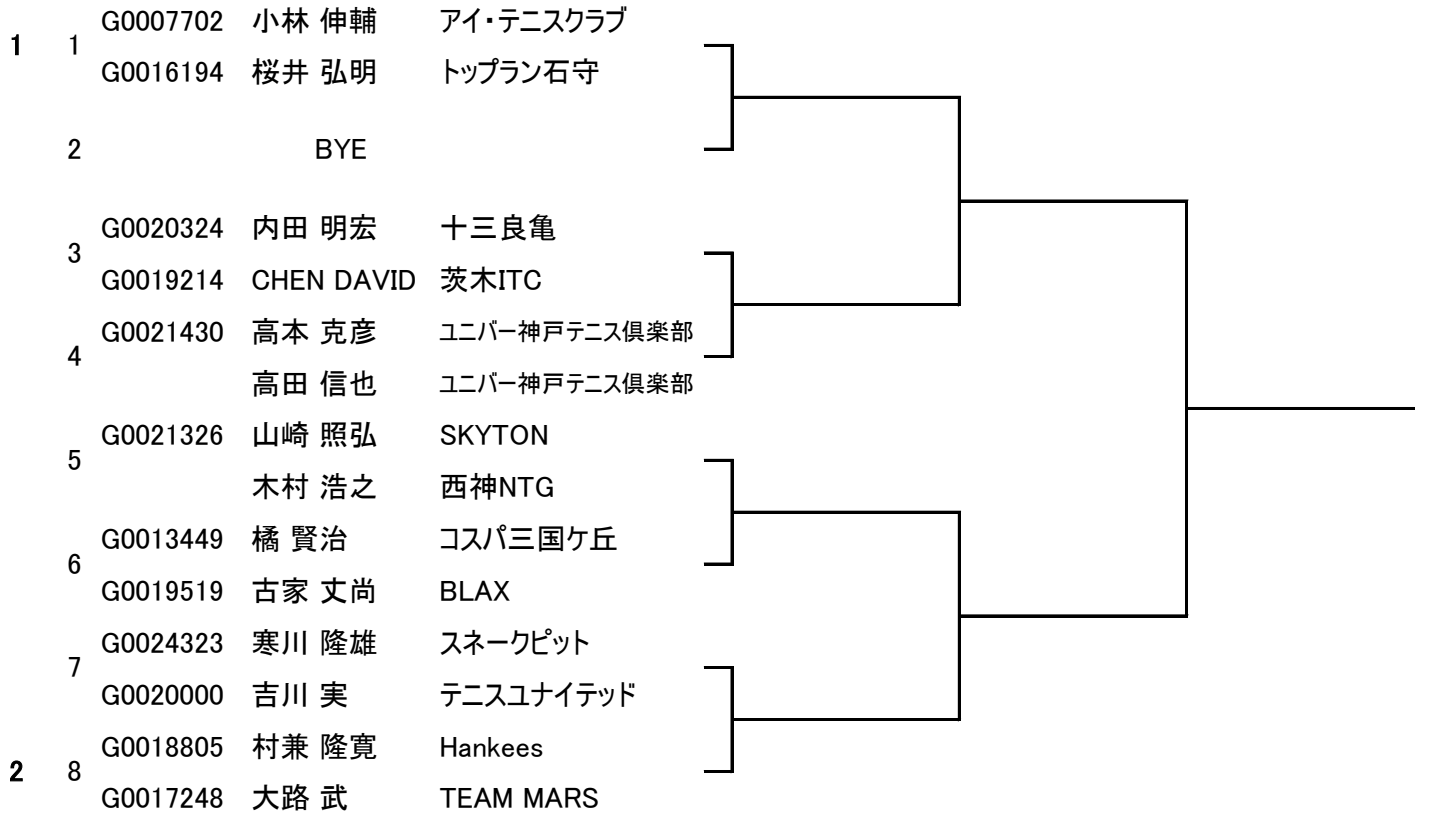 G0007702 小林 伸輔 アイ・テニスクラブ
1 1
G0016194 桜井 弘明 トップラン石守
2 BYE
G0020324 内田 明宏 十三良亀
3
G0019214 CHEN DAVID 茨木ITC
G0021430 高本 克彦 ユニバー神戸テニス倶楽部
4
高田 信也 ユニバー神戸テニス倶楽部
G0021326 山崎 照弘 SKYTON
5
木村 浩之 西神NTG
G0013449 橘 賢治 コスパ三国ケ丘
6
G0019519 古家 丈尚 BLAX
G0024323 寒川 隆雄 スネークピット
7
G0020000 吉川 実 テニスユナイテッド
G0018805 村兼 隆寛 Hankees
2 8
G0017248 大路 武 TEAM MARS